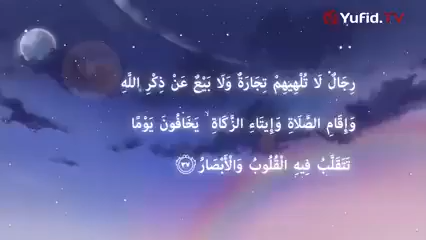 Yufid.TV
رِجَالٌ لَا تُلْهِيهِمْ تِجَارَةٌ وَلَا بَيْعٌ عَنْ ذِكْرِ اللَّهِ
وَإِقَامِ الصَّلَاةِ وَإِيتَاءِ الزَّكَاةِ ۙ يَخَافُونَ يَوْمًا
تَتَقَلَّبُ فِيهِ الْقُلُوبُ وَالْأَبْصَارُ ﴿٣٧﴾